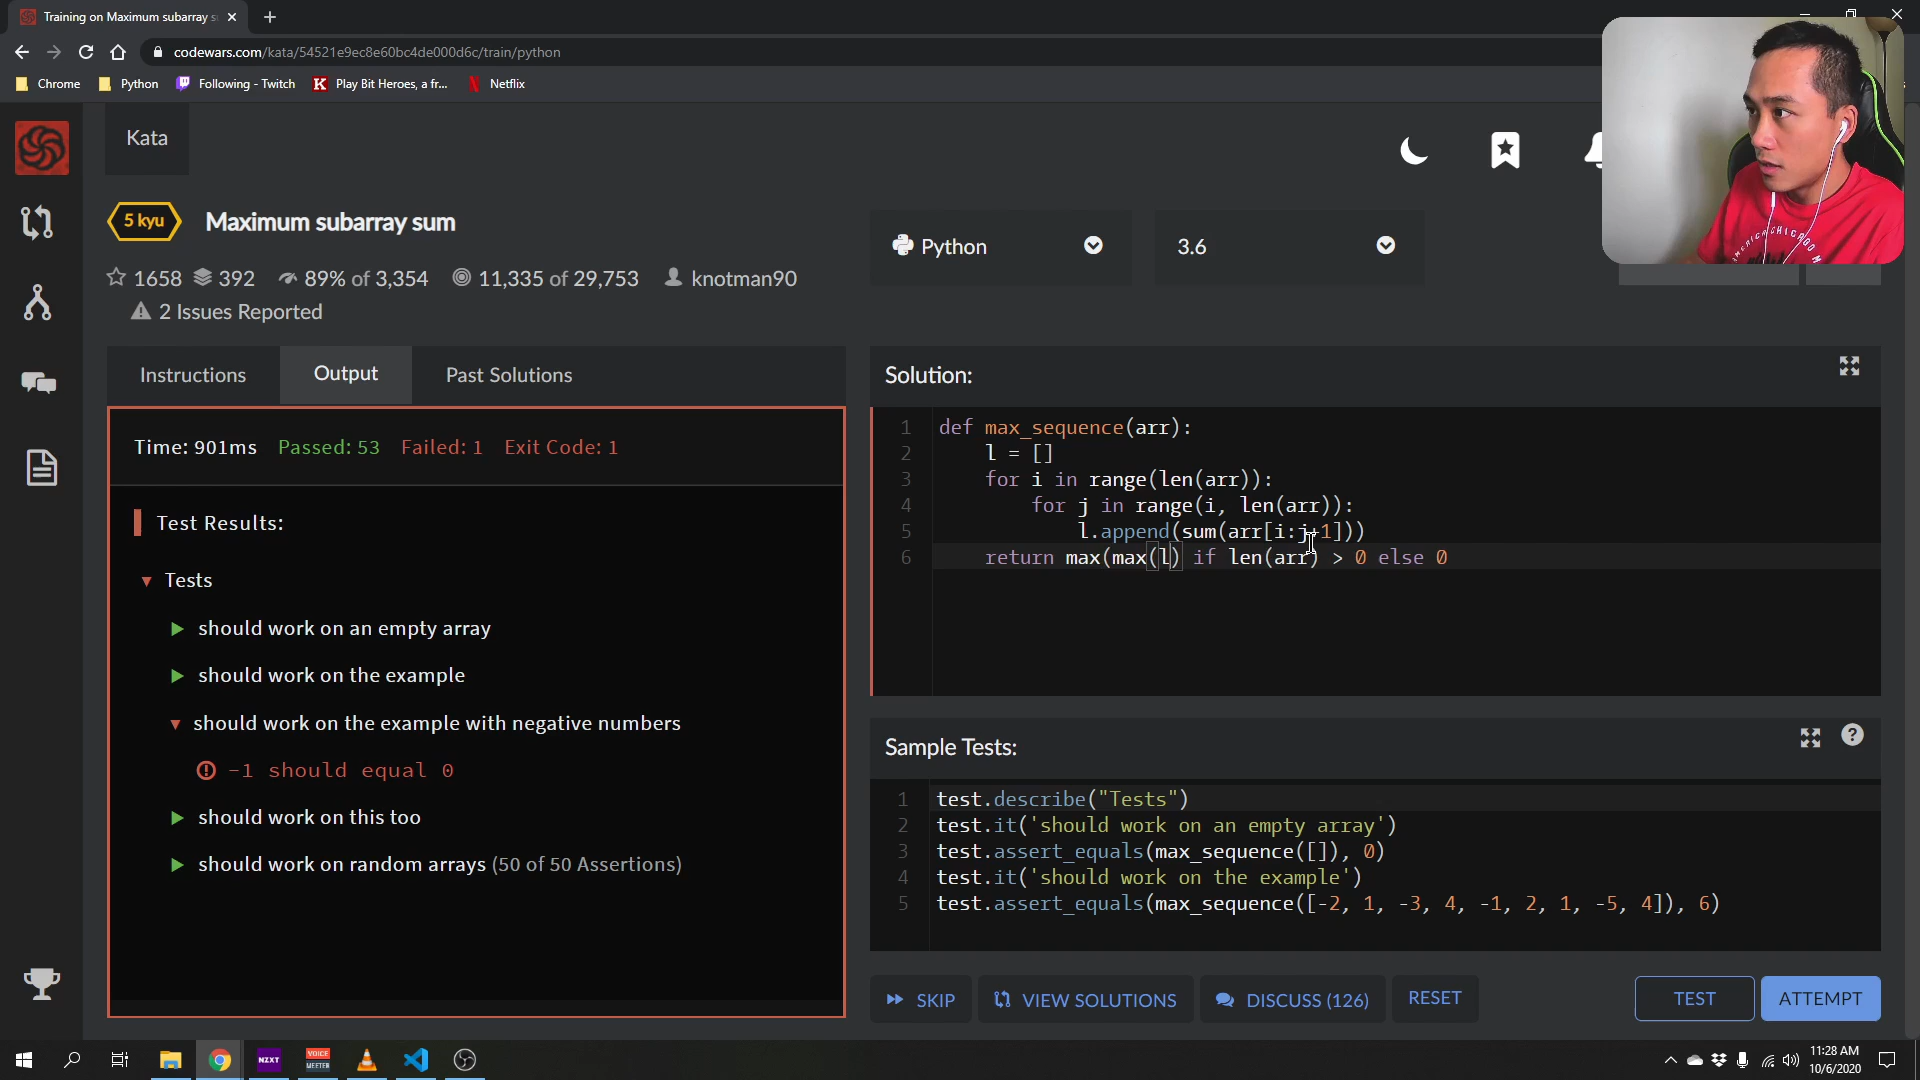 Training on Maximum subarray s
codewars.com/kata/54521e9ec8e60bc4de000d6c/train/python
Chrome
Python
Following - Twitch
Play Bit Heroes, a fr...
Netflix
Kata
5 kyu
Maximum subarray sum
Python
3.6
1658 392 89% of 3,354 11,335 of 29,753 knotman90
2 Issues Reported
Instructions
Output
Past Solutions
Time: 901ms Passed: 53 Failed: 1 Exit Code: 1
Test Results:
Tests
should work on an empty array
should work on the example
should work on the example with negative numbers
-1 should equal 0
should work on this too
should work on random arrays (50 of 50 Assertions)
Solution:
1 def max_sequence(arr):
2 l = []
3 for i in range(len(arr)):
4 for j in range(i, len(arr)):
5 l.append(sum(arr[i:j+1]))
6 return max(max(l) if len(arr) > 0 else 0
Sample Tests:
1 test.describe("Tests")
2 test.it('should work on an empty array')
3 test.assert_equals(max_sequence([]), 0)
4 test.it('should work on the example')
5 test.assert_equals(max_sequence([-2, 1, -3, 4, -1, 2, 1, -5, 4]), 6)
SKIP
VIEW SOLUTIONS
DISCUSS (126)
RESET
TEST
ATTEMPT
NZXT
VOICE
MEETER
11:28 AM
10/6/2020